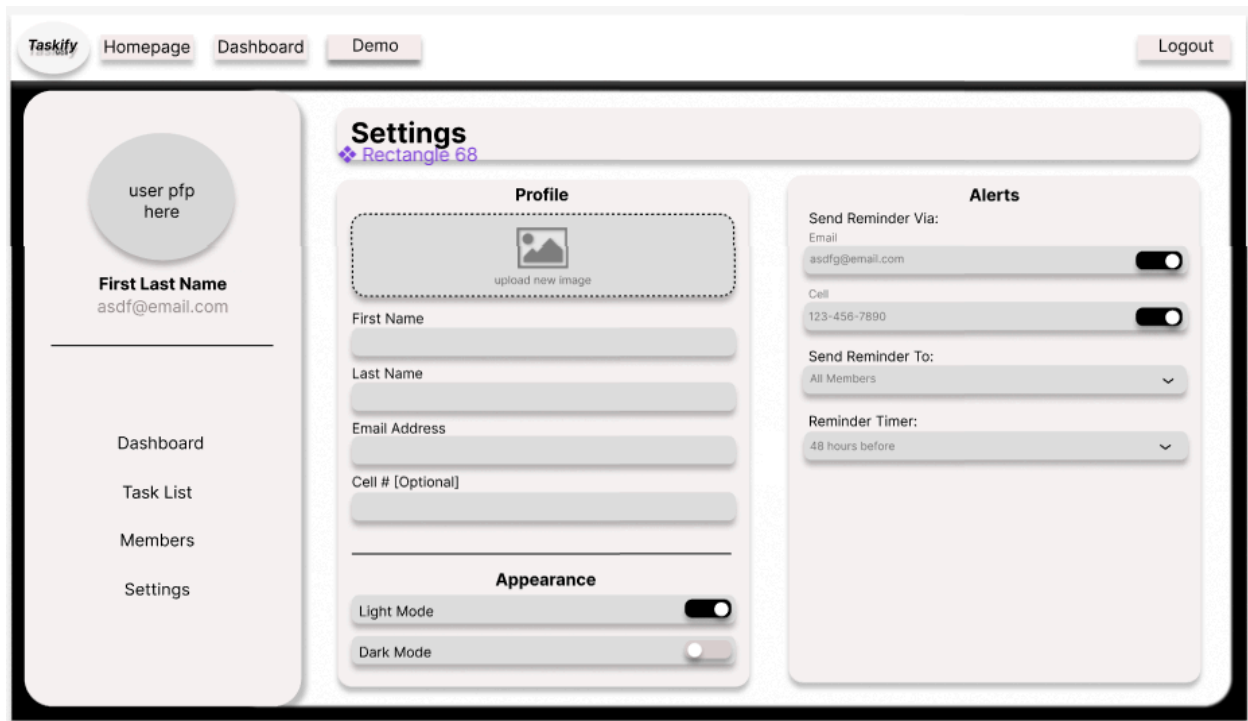 Taskify
Homepage
Dashboard
Demo
Logout
user pfp
here
First Last Name
asdf@email.com
Dashboard
Task List
Members
Settings
Settings
Rectangle 68
Profile
upload new image
First Name
Last Name
Email Address
Cell # [Optional]
Appearance
Light Mode
Dark Mode
Alerts
Send Reminder Via:
Email
asdfg@email.com
Cell
123-456-7890
Send Reminder To:
All Members
Reminder Timer:
48 hours before